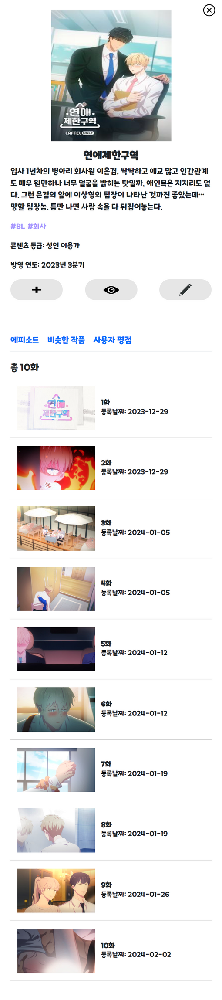 연애
제한구역
LAFTEL ONLY
연애제한구역
입사 1년차의 병아리 회사원 이은겸. 싹싹하고 애교 많고 인간관계
도 매우 원만하나 너무 얼굴을 밝히는 탓일까, 애인복은 지지리도 없
다. 그런 은겸의 앞에 이상형의 팀장이 나타난 것까진 좋았는데…
망할 팀장놈. 틈만 나면 사람 속을 다 뒤집어놓는다.
#BL #회사
콘텐츠 등급: 성인 이용가
방영 연도: 2023년 3분기
에피소드 비슷한 작품 사용자 평점
총 10화
연애
제한구역
1화
등록날짜: 2023-12-29
2화
등록날짜: 2023-12-29
3화
등록날짜: 2024-01-05
4화
등록날짜: 2024-01-05
5화
등록날짜: 2024-01-12
6화
등록날짜: 2024-01-12
7화
등록날짜: 2024-01-19
8화
등록날짜: 2024-01-19
9화
등록날짜: 2024-01-26
10화
등록날짜: 2024-02-02